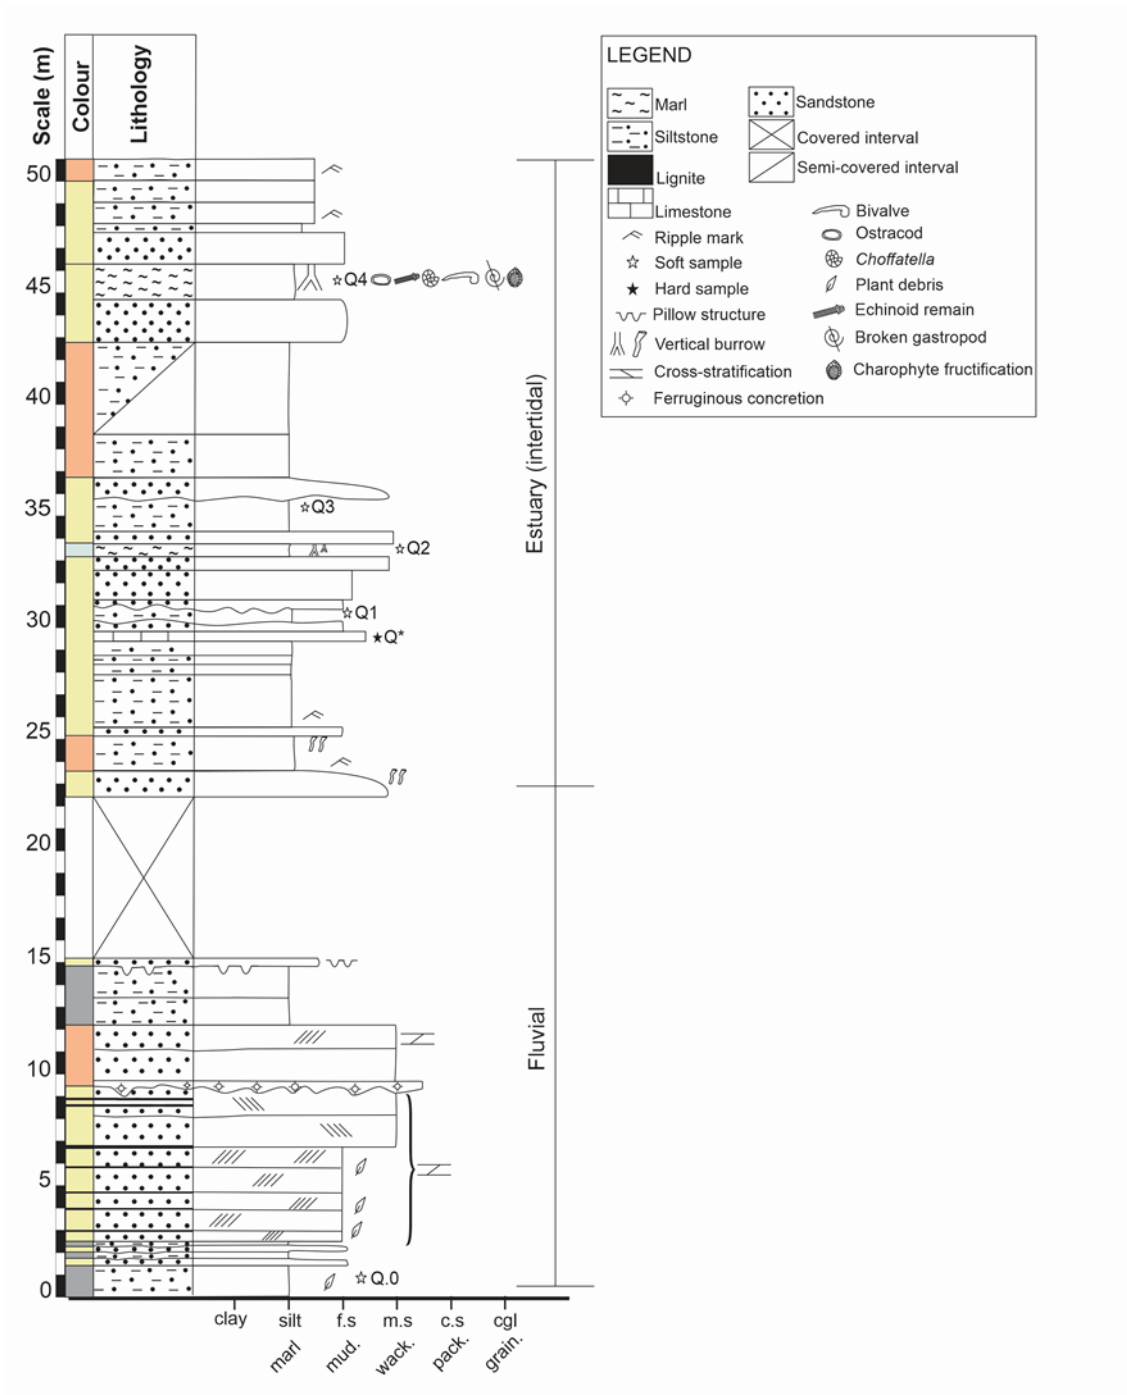 Scale (m)
Colour
Lithology
LEGEND
Marl
Sandstone
Siltstone
Covered interval
Lignite
Semi-covered interval
Limestone
Bivalve
Ripple mark
Ostracod
Soft sample
Choffatella
Hard sample
Plant debris
Pillow structure
Echinoid remain
Vertical burrow
Broken gastropod
Cross-stratification
Charophyte fructification
Ferruginous concretion
50
45
Q4
40
35
Q3
Q2
30
Q1
Q*
25
20
15
10
5
0
Q.0
Estuary (intertidal)
Fluvial
clay silt f.s m.s c.s cgl
marl mud. wack. pack. grain.